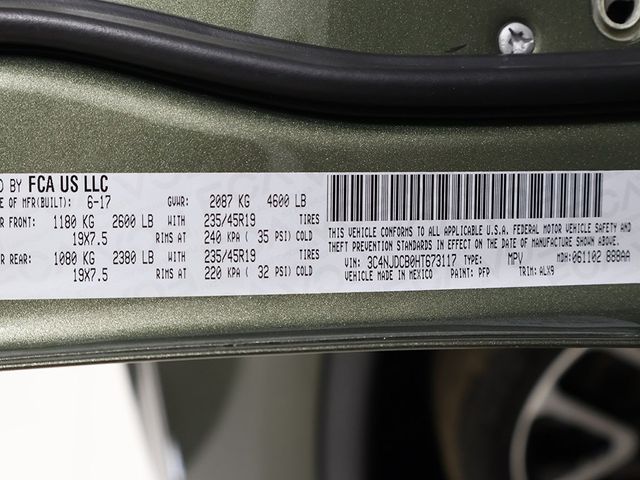 D BY FCA US LLC
E OF MFR(BUILT): 6-17 GVWR: 2087 KG 4600 LB
R FRONT: 1180 KG 2600 LB WITH 235/45R19 TIRES
19X7.5 RIMS AT 240 KPA ( 35 PSI) COLD
R REAR: 1080 KG 2380 LB WITH 235/45R19 TIRES
19X7.5 RIMS AT 220 KPA ( 32 PSI) COLD
THIS VEHICLE CONFORMS TO ALL APPLICABLE U.S.A. FEDERAL MOTOR VEHICLE SAFETY AND
THEFT PREVENTION STANDARDS IN EFFECT ON THE DATE OF MANUFACTURE SHOWN ABOVE.
VIN: 3C4NJDCB0HT673117 TYPE: MPV MDH: 061102 888AA
VEHICLE MADE IN MEXICO PAINT: PFP TRIM: ALX9